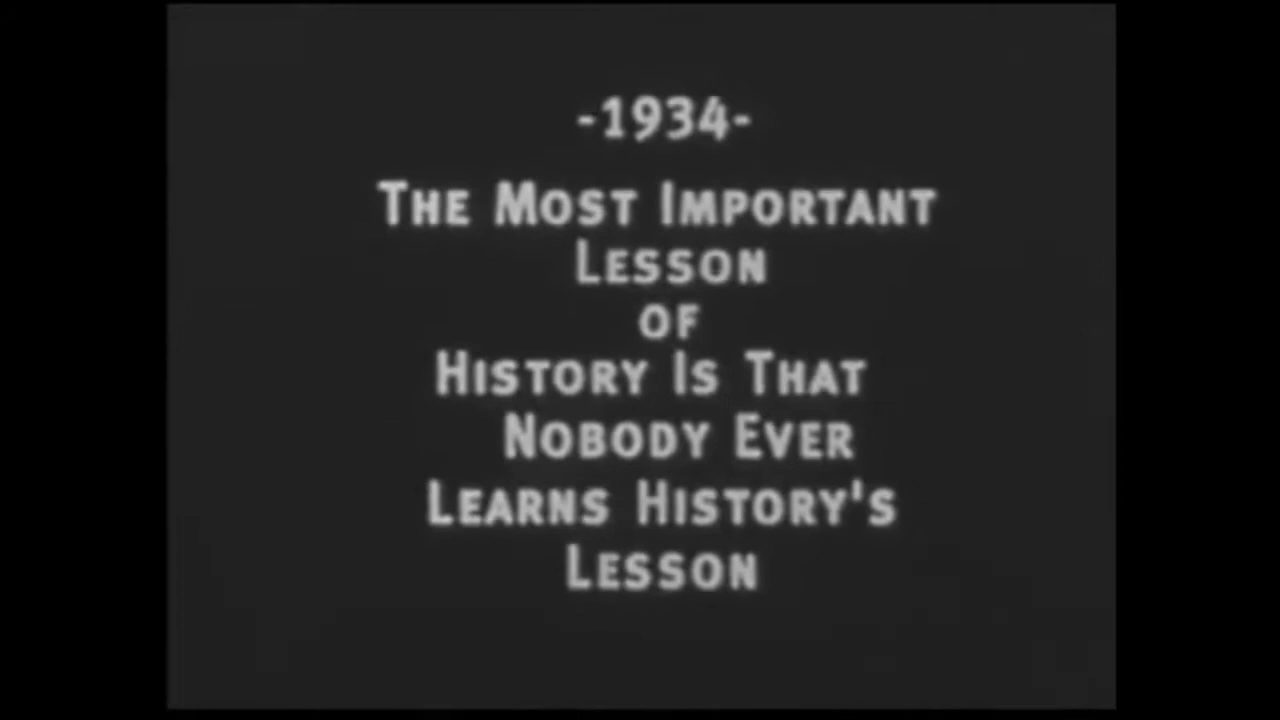 -1934-
The Most Important
Lesson
of
History Is That
Nobody Ever
Learns History's
Lesson